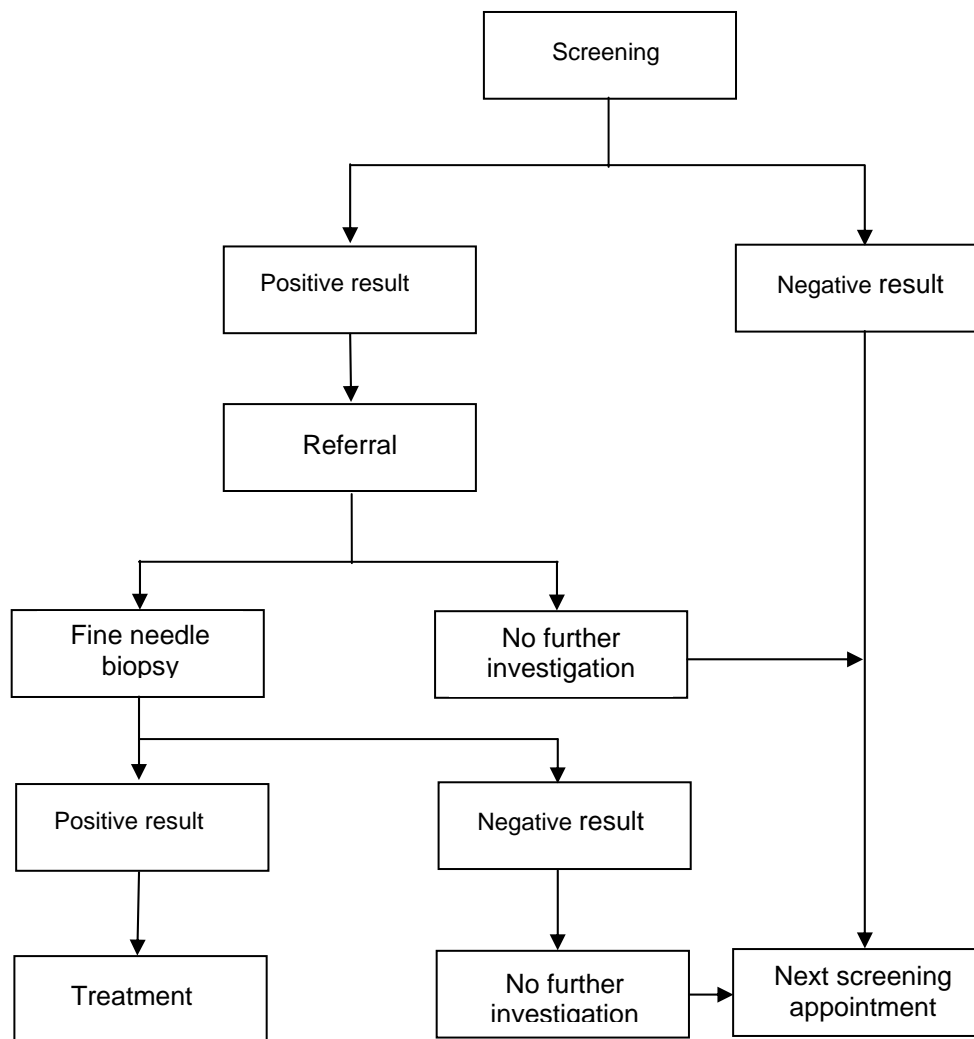 Screening
Positive result
Negative result
Referral
Fine needle
biopsy
No further
investigation
Positive result
Negative result
Treatment
No further
investigation
Next screening
appointment